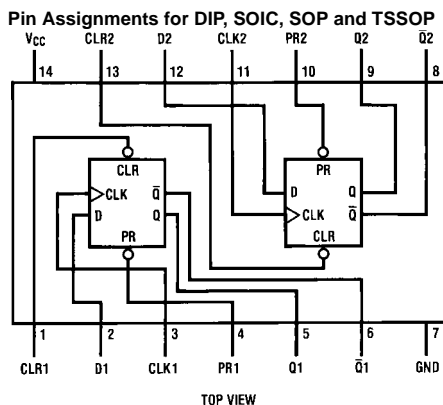 Pin Assignments for DIP, SOIC, SOP and TSSOP
VCC CLR2 D2 CLK2 PR2 Q2 Q̅2
14 13 12 11 10 9 8
CLR PR
CLK Q̅ D Q
D Q CLK Q̅
PR CLR
1 2 3 4 5 6 7
CLR1 D1 CLK1 PR1 Q1 Q̅1 GND
TOP VIEW